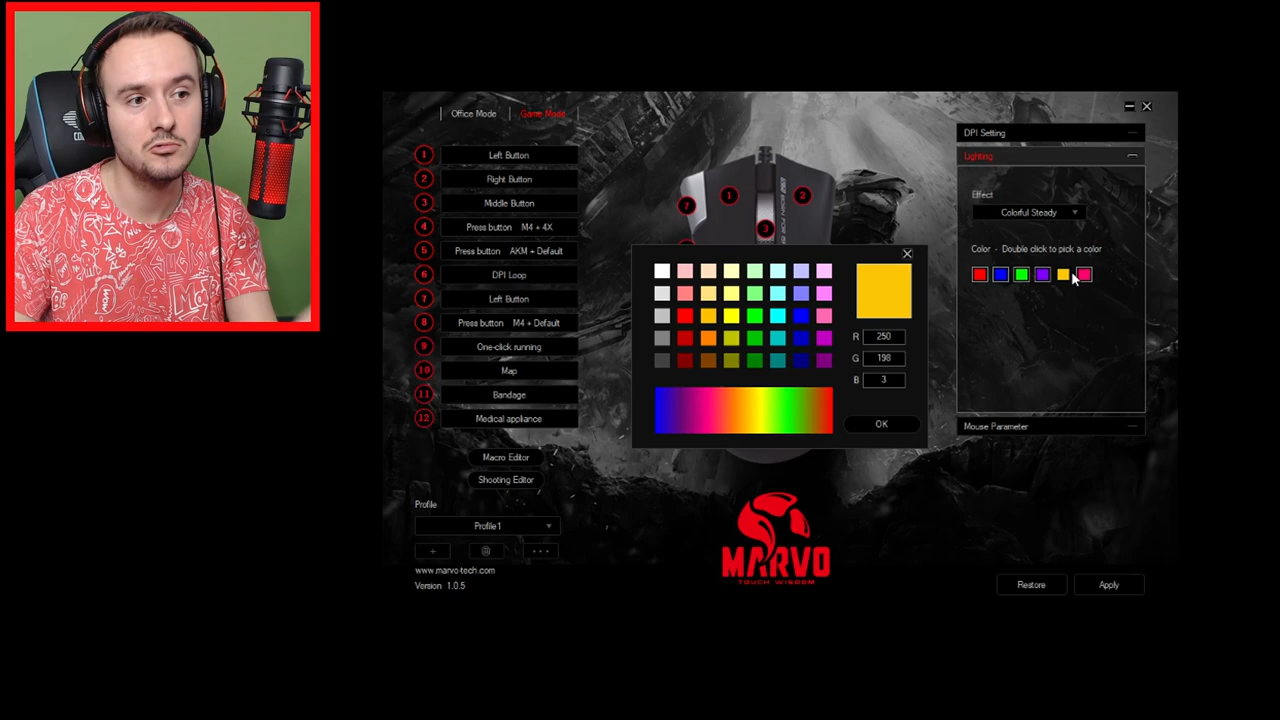 Office Mode
Game Mode
1 Left Button
2 Right Button
3 Middle Button
4 Press button M4 + 4X
5 Press button AKM + Default
6 DPI Loop
7 Left Button
8 Press button M4 + Default
9 One-click running
10 Map
11 Bandage
12 Medical appliance
Macro Editor
Shooting Editor
Profile
Profile1
+
...
www.marvo-tech.com
Version 1.0.5
7
1
2
3
R 250
G 198
B 3
OK
MARVO
TOUCH WISDOM
DPI Setting
Lighting
Effect
Colorful Steady
Color - Double click to pick a color
Mouse Parameter
Restore
Apply